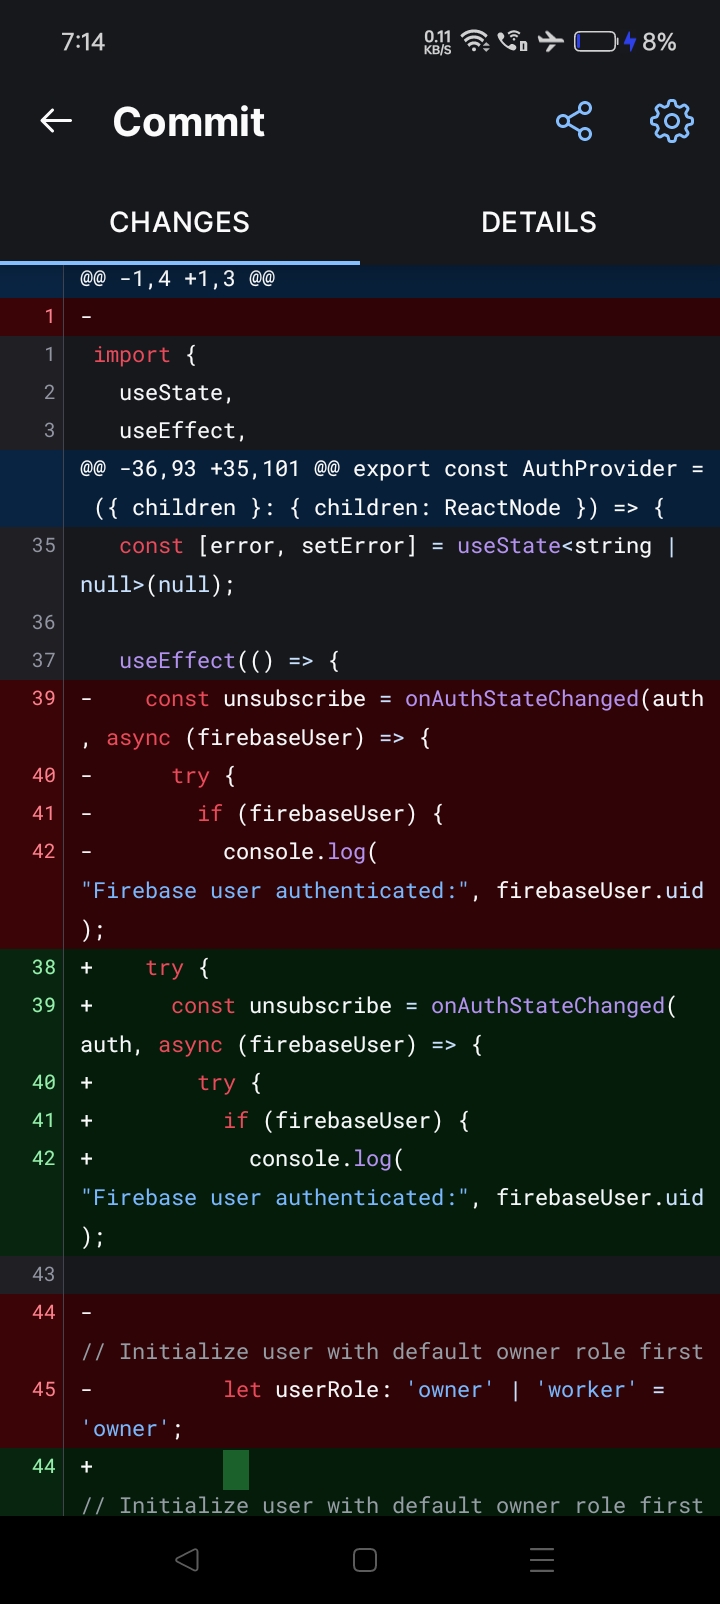 7:14
0.11
KB/S
8%
Commit
CHANGES DETAILS
@@ -1,4 +1,3 @@
1 -
1 import {
2 useState,
3 useEffect,
@@ -36,93 +35,101 @@ export const AuthProvider =
({ children }: { children: ReactNode }) => {
35 const [error, setError] = useState<string |
null>(null);
36
37 useEffect(() => {
39 - const unsubscribe = onAuthStateChanged(auth
, async (firebaseUser) => {
40 - try {
41 - if (firebaseUser) {
42 - console.log(
"Firebase user authenticated:", firebaseUser.uid
);
38 + try {
39 + const unsubscribe = onAuthStateChanged(
auth, async (firebaseUser) => {
40 + try {
41 + if (firebaseUser) {
42 + console.log(
"Firebase user authenticated:", firebaseUser.uid
);
43
44 -
// Initialize user with default owner role first
45 - let userRole: 'owner' | 'worker' =
'owner';
44 +
// Initialize user with default owner role first